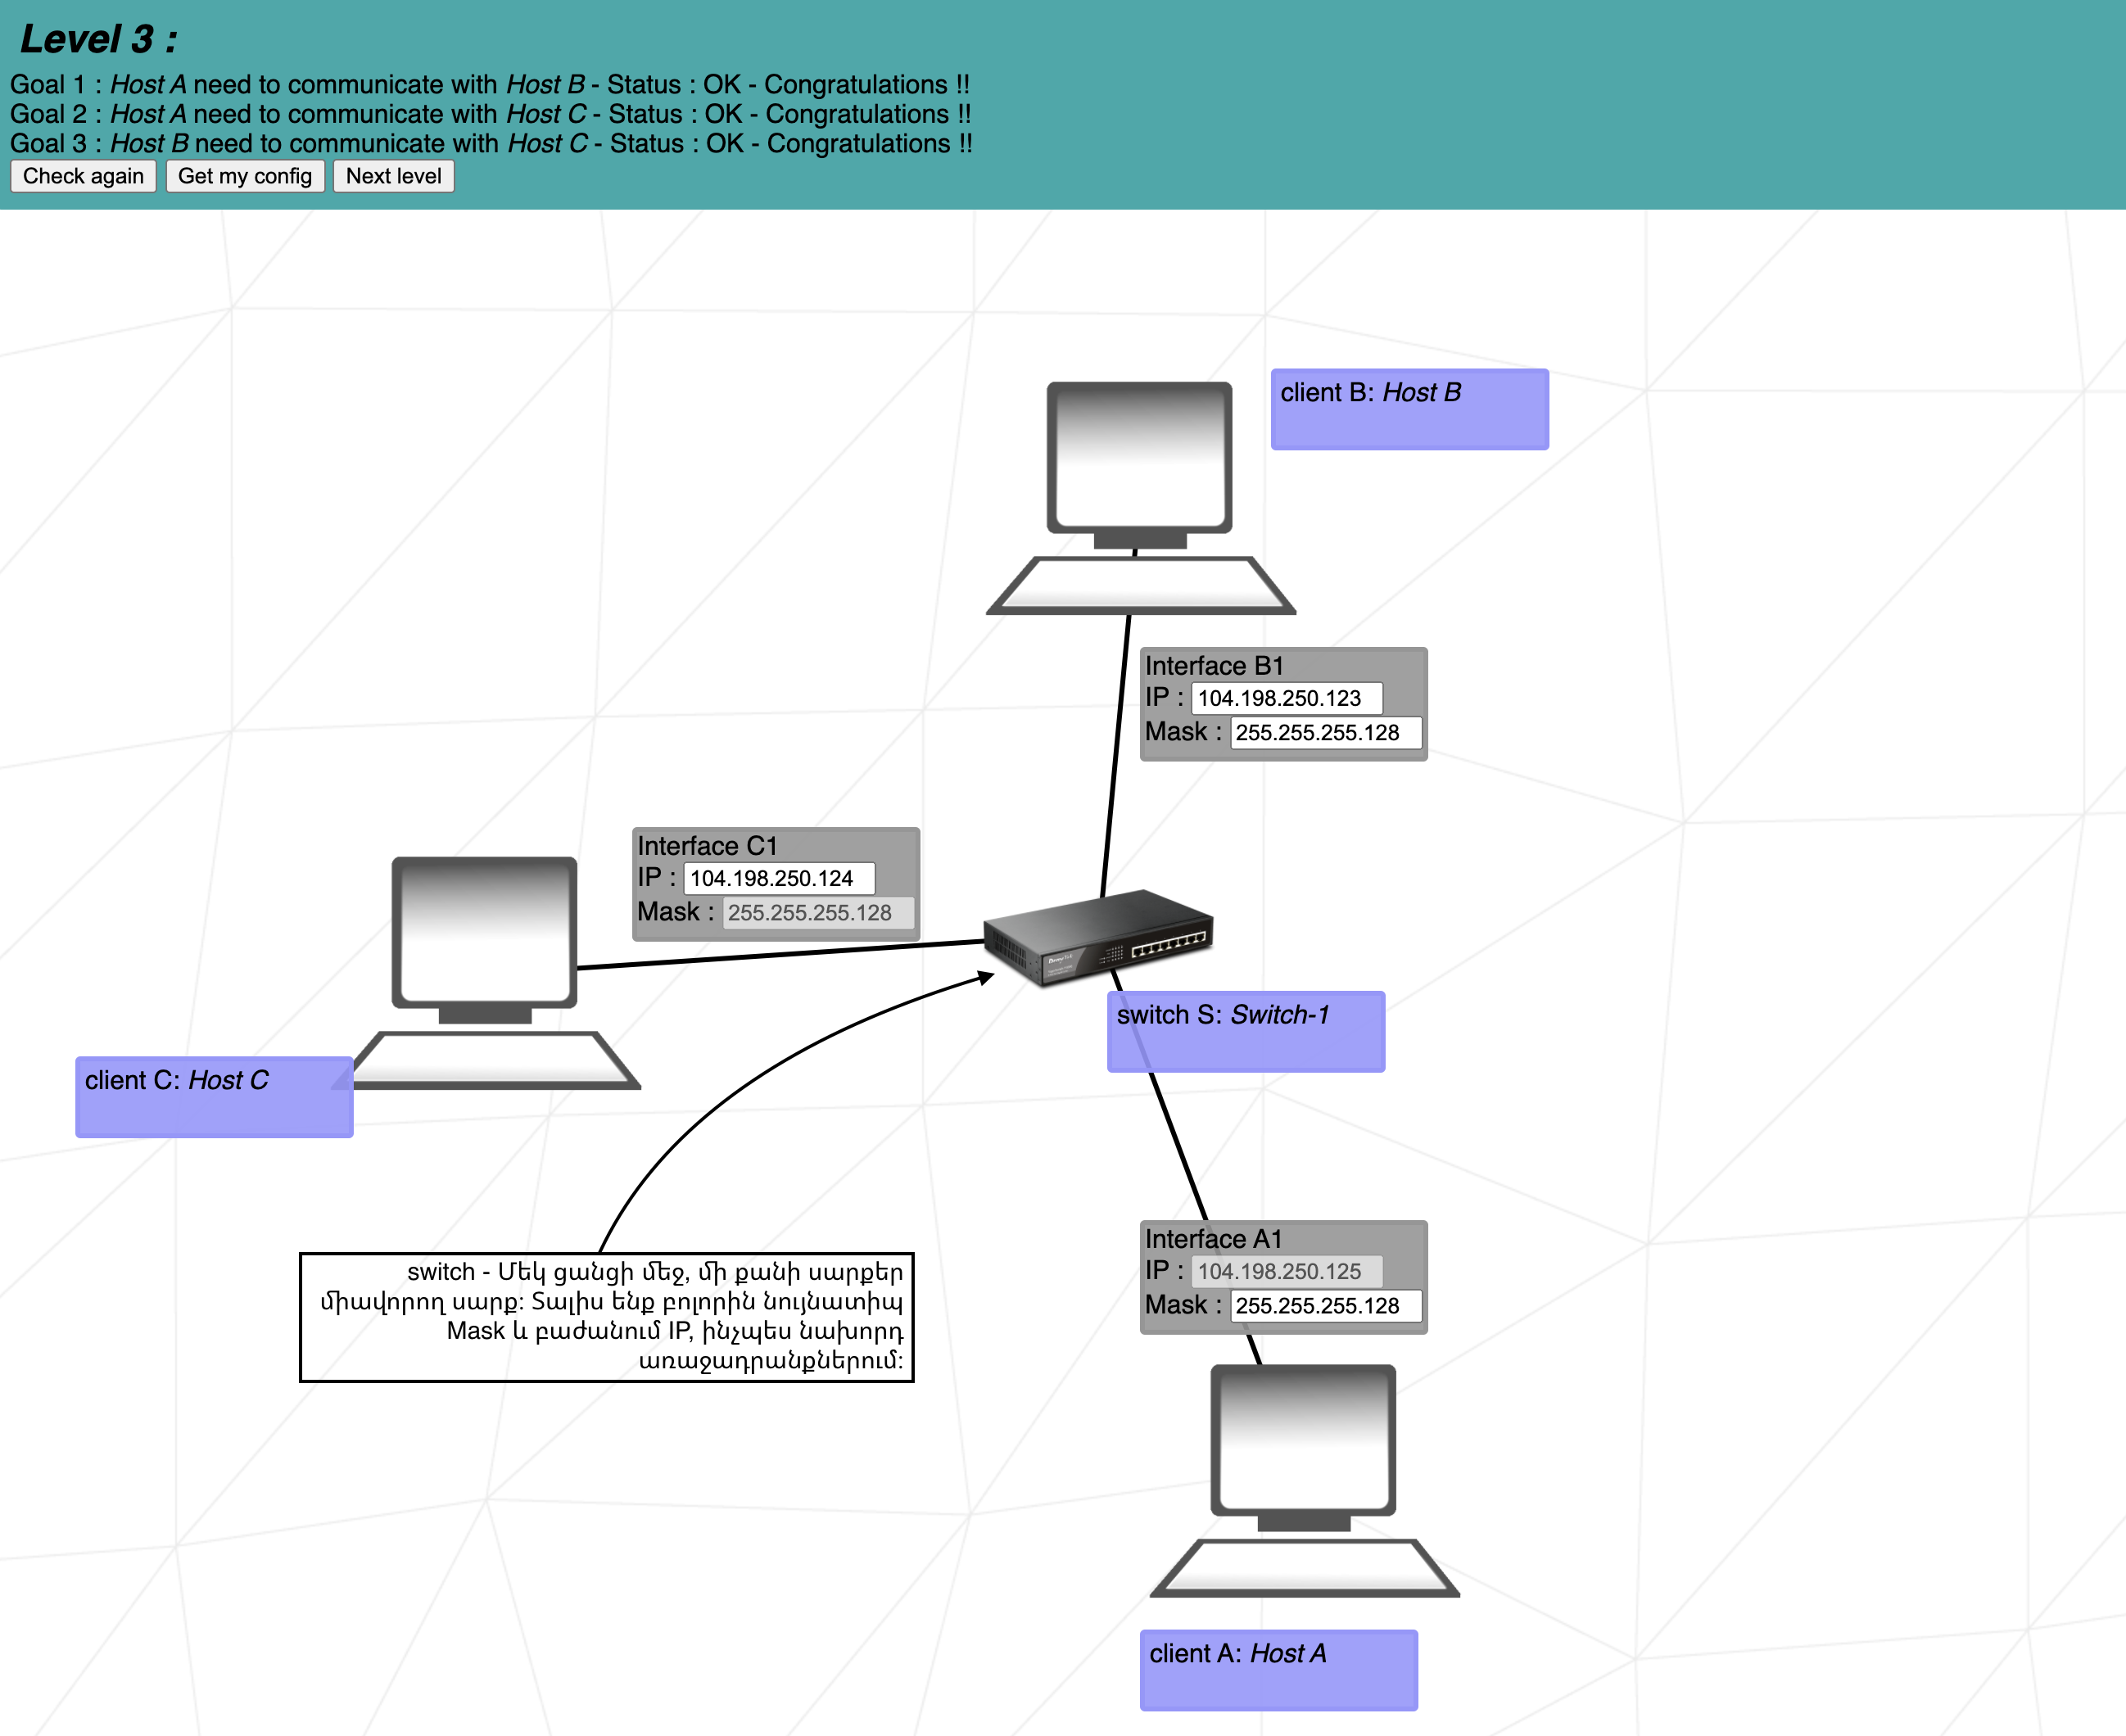 Level 3 :
Goal 1 : Host A need to communicate with Host B - Status : OK - Congratulations !!
Goal 2 : Host A need to communicate with Host C - Status : OK - Congratulations !!
Goal 3 : Host B need to communicate with Host C - Status : OK - Congratulations !!
Check again Get my config Next level
client B: Host B
Interface B1
IP : 104.198.250.123
Mask : 255.255.255.128
Interface C1
IP : 104.198.250.124
Mask : 255.255.255.128
switch S: Switch-1
client C: Host C
Interface A1
IP : 104.198.250.125
Mask : 255.255.255.128
switch - Մեկ ցանցի մեջ, մի քանի սարքեր
միավորող սարք: Տալիս ենք բոլորին նույնատիպ
Mask և բաժանում IP, ինչպես նախորդ
առաջադրանքներում:
client A: Host A